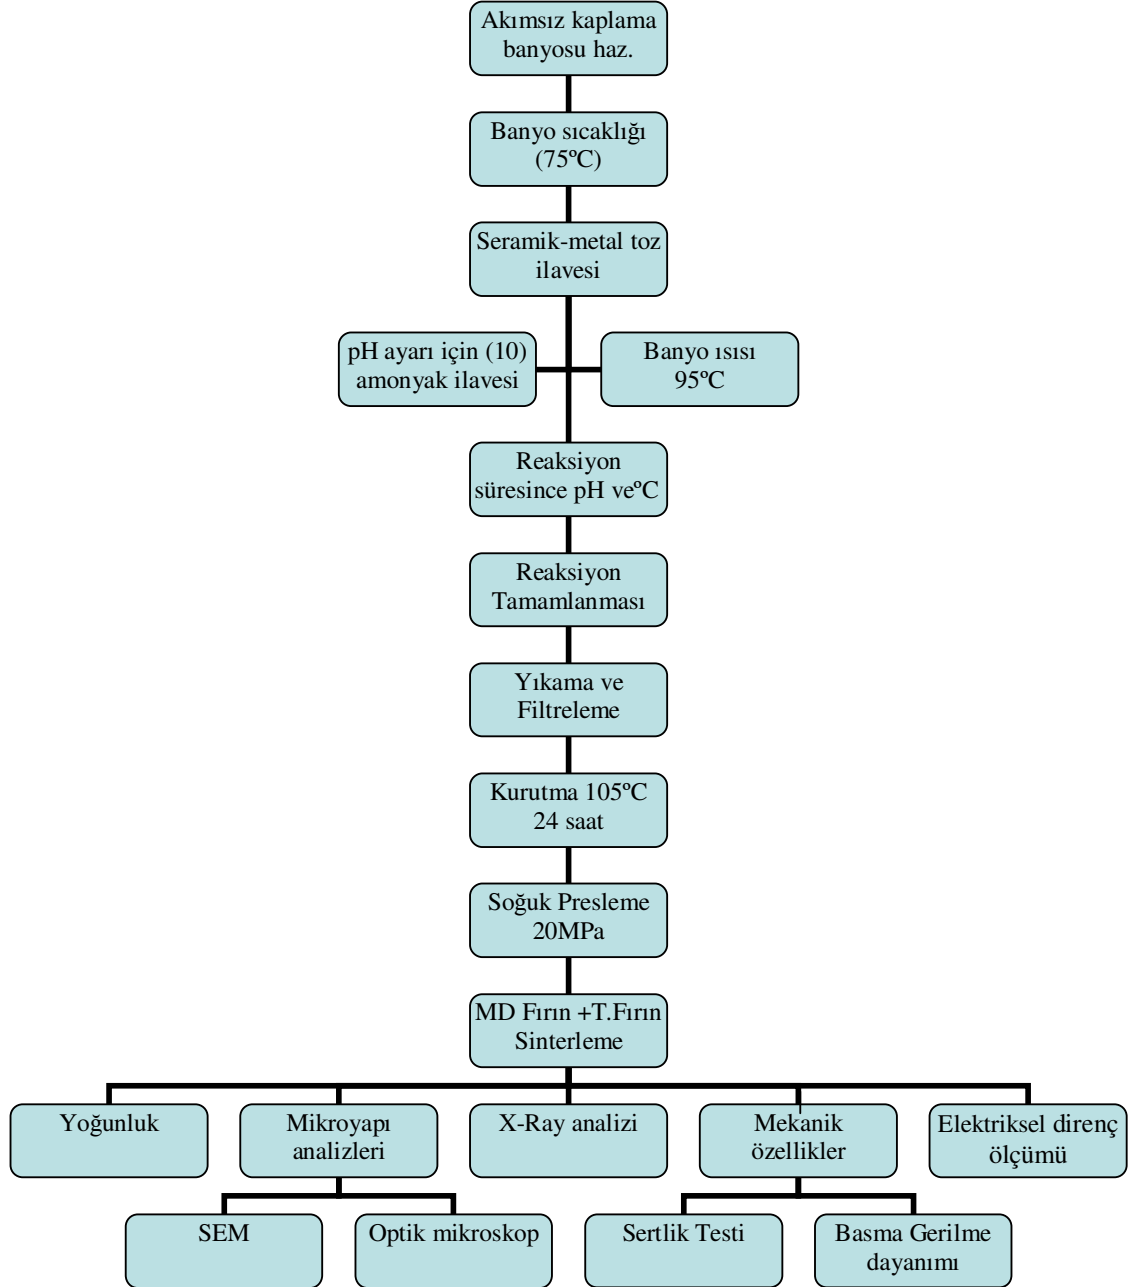 Akımsız kaplama
banyosu haz.
Banyo sıcaklığı
(75ºC)
Seramik-metal toz
ilavesi
pH ayarı için (10)
amonyak ilavesi
Banyo ısısı
95ºC
Reaksiyon
süresince pH veºC
Reaksiyon
Tamamlanması
Yıkama ve
Filtreleme
Kurutma 105ºC
24 saat
Soğuk Presleme
20MPa
MD Fırın +T.Fırın
Sinterleme
Yoğunluk
Mikroyapı
analizleri
X-Ray analizi
Mekanik
özellikler
Elektriksel direnç
ölçümü
SEM
Optik mikroskop
Sertlik Testi
Basma Gerilme
dayanımı